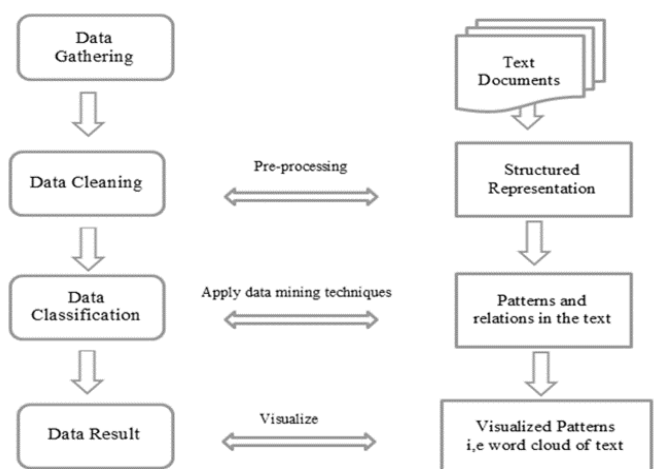 Data
Gathering
Text
Documents
Data Cleaning
Pre-processing
Structured
Representation
Data
Classification
Apply data mining techniques
Patterns and
relations in the text
Data Result
Visualize
Visualized Patterns
i,e word cloud of text